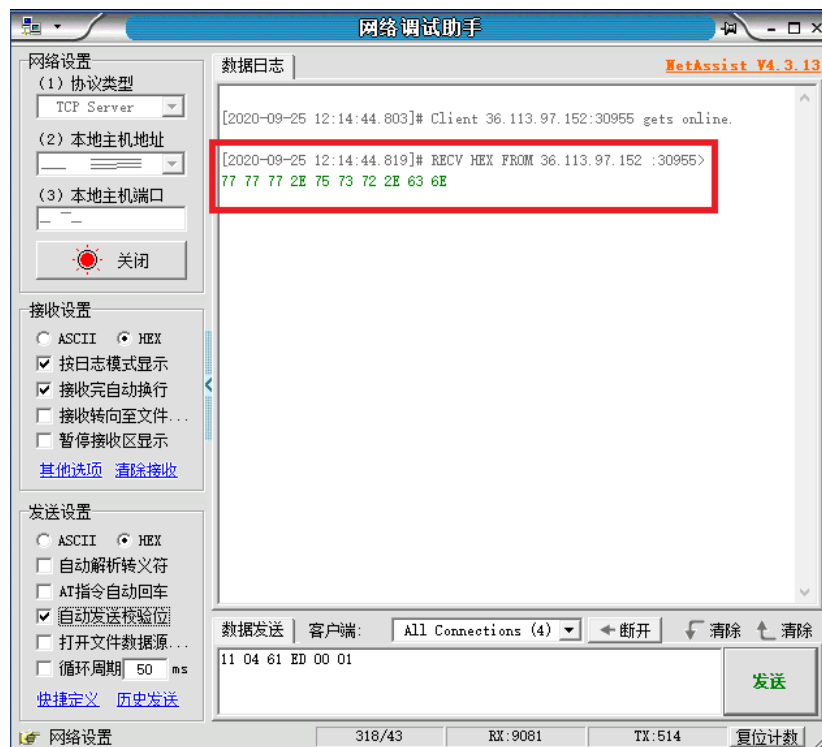 网络调试助手
网络设置
(1) 协议类型
TCP Server
(2) 本地主机地址
(3) 本地主机端口
关闭
接收设置
ASCII HEX
按日志模式显示
接收完自动换行
接收转向至文件...
暂停接收区显示
其他选项 清除接收
发送设置
ASCII HEX
自动解析转义符
AT指令自动回车
自动发送校验位
打开文件数据源...
循环周期 50 ms
快捷定义 历史发送
数据日志 NetAssist V4.3.13
[2020-09-25 12:14:44.803]# Client 36.113.97.152:30955 gets online.
[2020-09-25 12:14:44.819]# RECV HEX FROM 36.113.97.152 :30955>
77 77 77 2E 75 73 72 2E 63 6E
数据发送 客户端: All Connections (4) 断开 清除 清除
11 04 61 ED 00 01
发送
网络设置 318/43 RX:9081 TX:514 复位计数